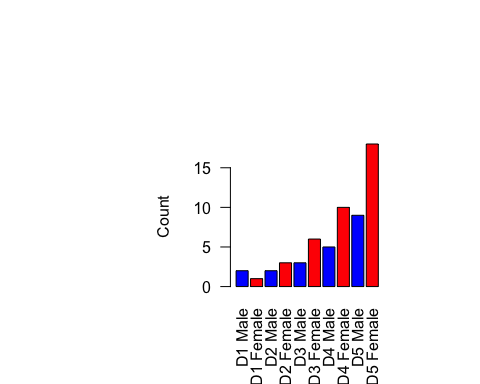 15
10
5
0
Count
D1 Male
D1 Female
D2 Male
D2 Female
D3 Male
D3 Female
D4 Male
D4 Female
D5 Male
D5 Female